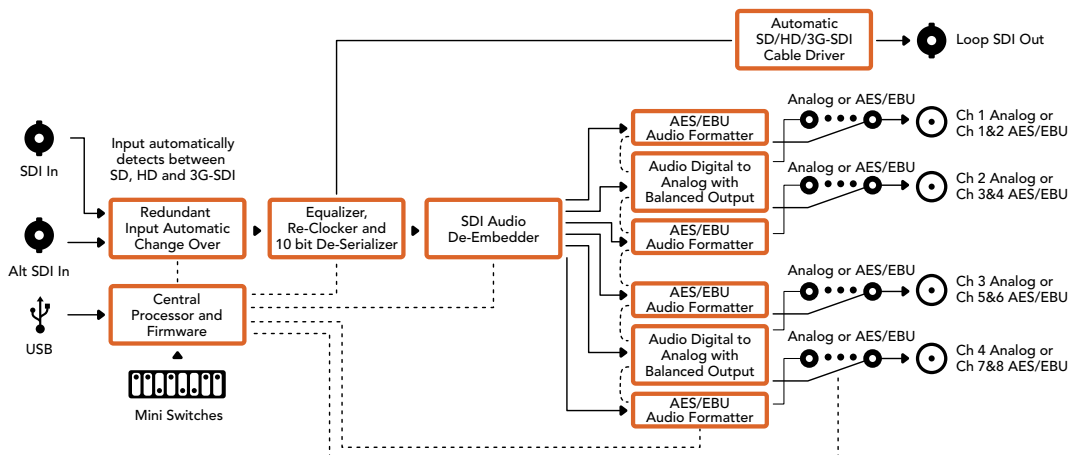 Automatic
SD/HD/3G-SDI
Cable Driver
Loop SDI Out
SDI In
Input automatically
detects between
SD, HD and 3G-SDI
Alt SDI In
Redundant
Input Automatic
Change Over
Equalizer,
Re-Clocker and
10 bit De-Serializer
SDI Audio
De-Embedder
USB
Central
Processor and
Firmware
Mini Switches
AES/EBU
Audio Formatter
Audio Digital to
Analog with
Balanced Output
AES/EBU
Audio Formatter
AES/EBU
Audio Formatter
Audio Digital to
Analog with
Balanced Output
AES/EBU
Audio Formatter
Analog or AES/EBU
Ch 1 Analog or
Ch 1&2 AES/EBU
Analog or AES/EBU
Ch 2 Analog or
Ch 3&4 AES/EBU
Analog or AES/EBU
Ch 3 Analog or
Ch 5&6 AES/EBU
Analog or AES/EBU
Ch 4 Analog or
Ch 7&8 AES/EBU